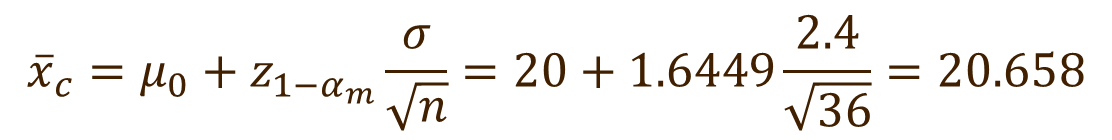 x̄_c = μ_0 + z_{1−α_m} σ/√n = 20 + 1.6449 2.4/√36 = 20.658